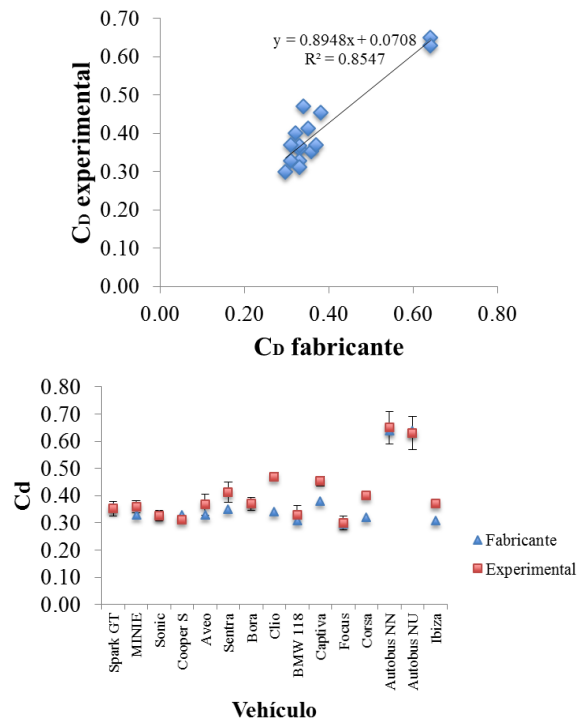 0.70
0.60
0.50
0.40
0.30
0.20
0.10
0.00
CD experimental
y = 0.8948x + 0.0708
R² = 0.8547
0.00 0.20 0.40 0.60 0.80
CD fabricante
0.80
0.70
0.60
0.50
0.40
0.30
0.20
0.10
0.00
Cd
Fabricante
Experimental
Spark GT
MINIE
Sonic
Cooper S
Aveo
Sentra
Bora
Clio
BMW 118
Captiva
Focus
Corsa
Autobus NN
Autobus NU
Ibiza
Vehículo